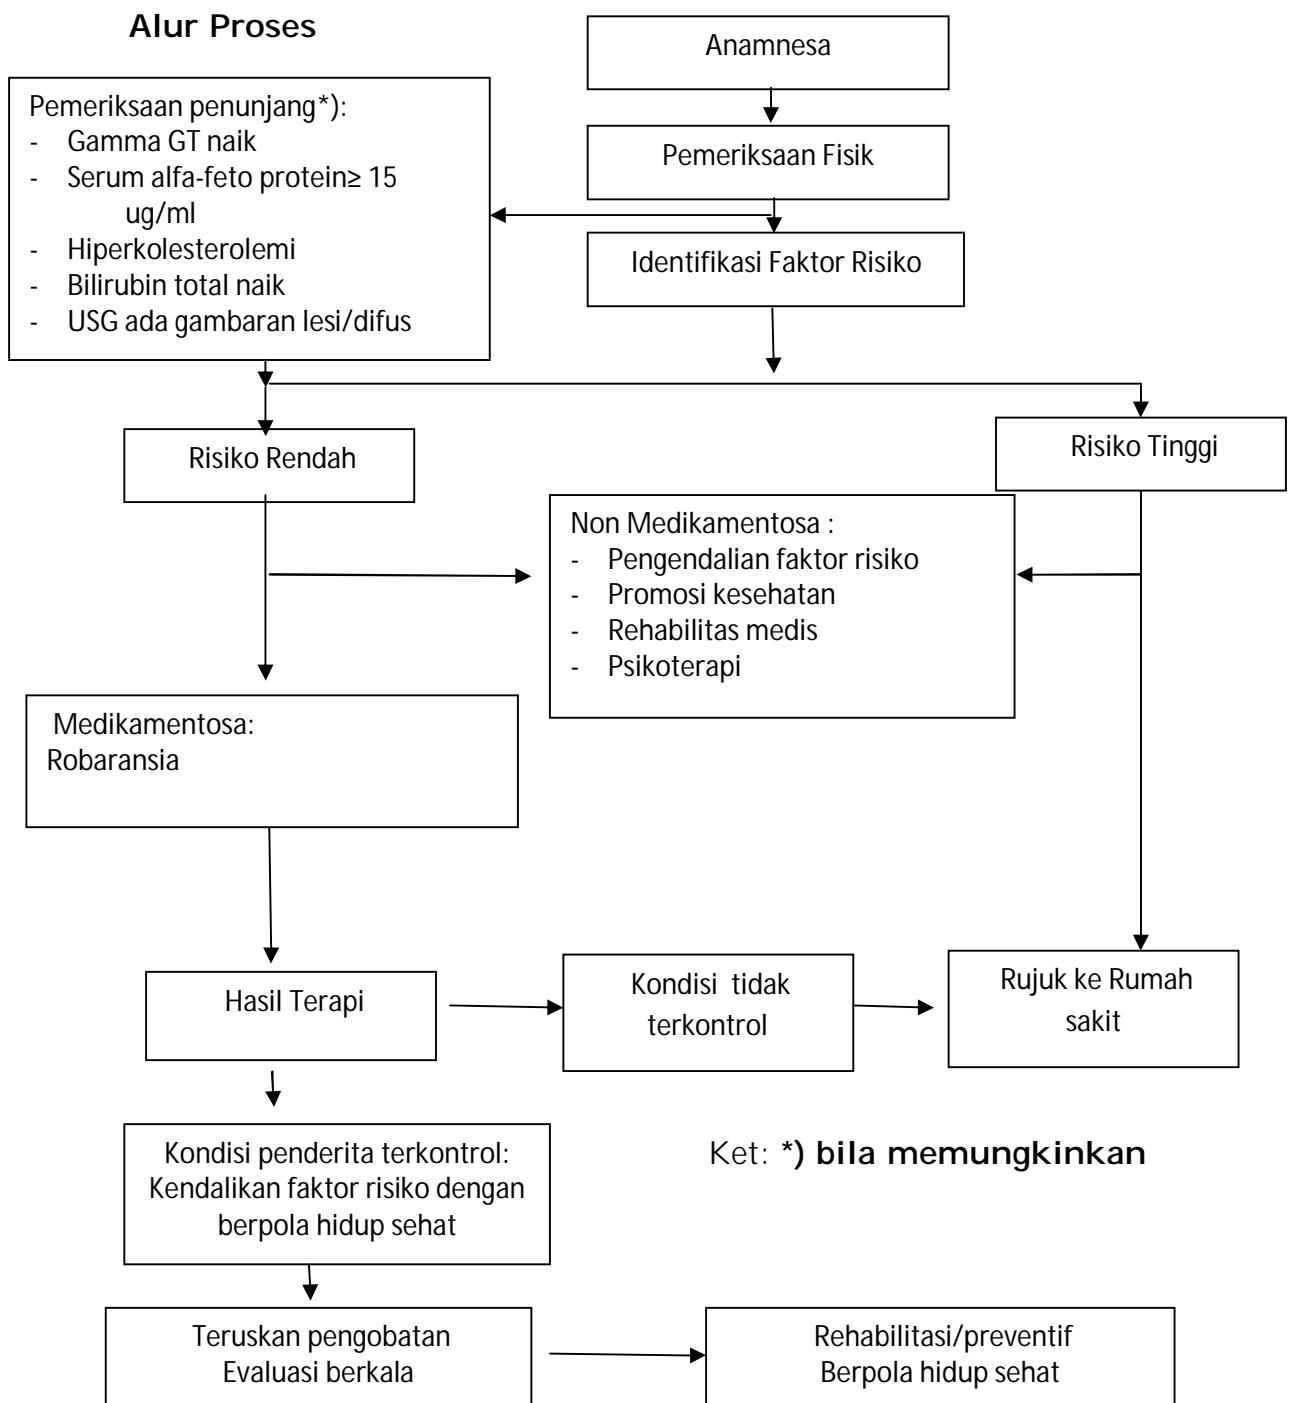 Alur Proses
Anamnesa
Pemeriksaan penunjang*):
- Gamma GT naik
- Serum alfa-feto protein≥ 15
ug/ml
- Hiperkolesterolemi
- Bilirubin total naik
- USG ada gambaran lesi/difus
Pemeriksaan Fisik
Identifikasi Faktor Risiko
Risiko Rendah
Risiko Tinggi
Non Medikamentosa :
- Pengendalian faktor risiko
- Promosi kesehatan
- Rehabilitas medis
- Psikoterapi
Medikamentosa:
Robaransia
Hasil Terapi
Kondisi tidak
terkontrol
Rujuk ke Rumah
sakit
Kondisi penderita terkontrol:
Kendalikan faktor risiko dengan
berpola hidup sehat
Ket: *) bila memungkinkan
Teruskan pengobatan
Evaluasi berkala
Rehabilitasi/preventif
Berpola hidup sehat